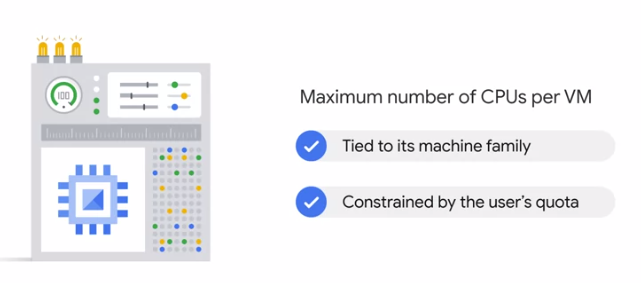 100
Maximum number of CPUs per VM
Tied to its machine family
Constrained by the user's quota